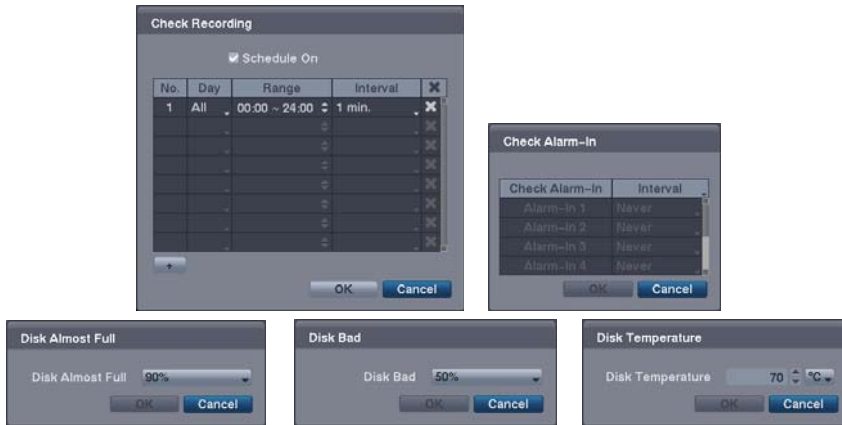 Check Recording
Schedule On
No. Day Range Interval
1 All 00:00 ~ 24:00 1 min.
+
OK Cancel
Check Alarm-In
Check Alarm-In Interval
Alarm-In 1 Never
Alarm-In 2 Never
Alarm-In 3 Never
Alarm-In 4 Never
OK Cancel
Disk Almost Full
Disk Almost Full 90%
OK Cancel
Disk Bad
Disk Bad 50%
OK Cancel
Disk Temperature
Disk Temperature 70 °C
OK Cancel